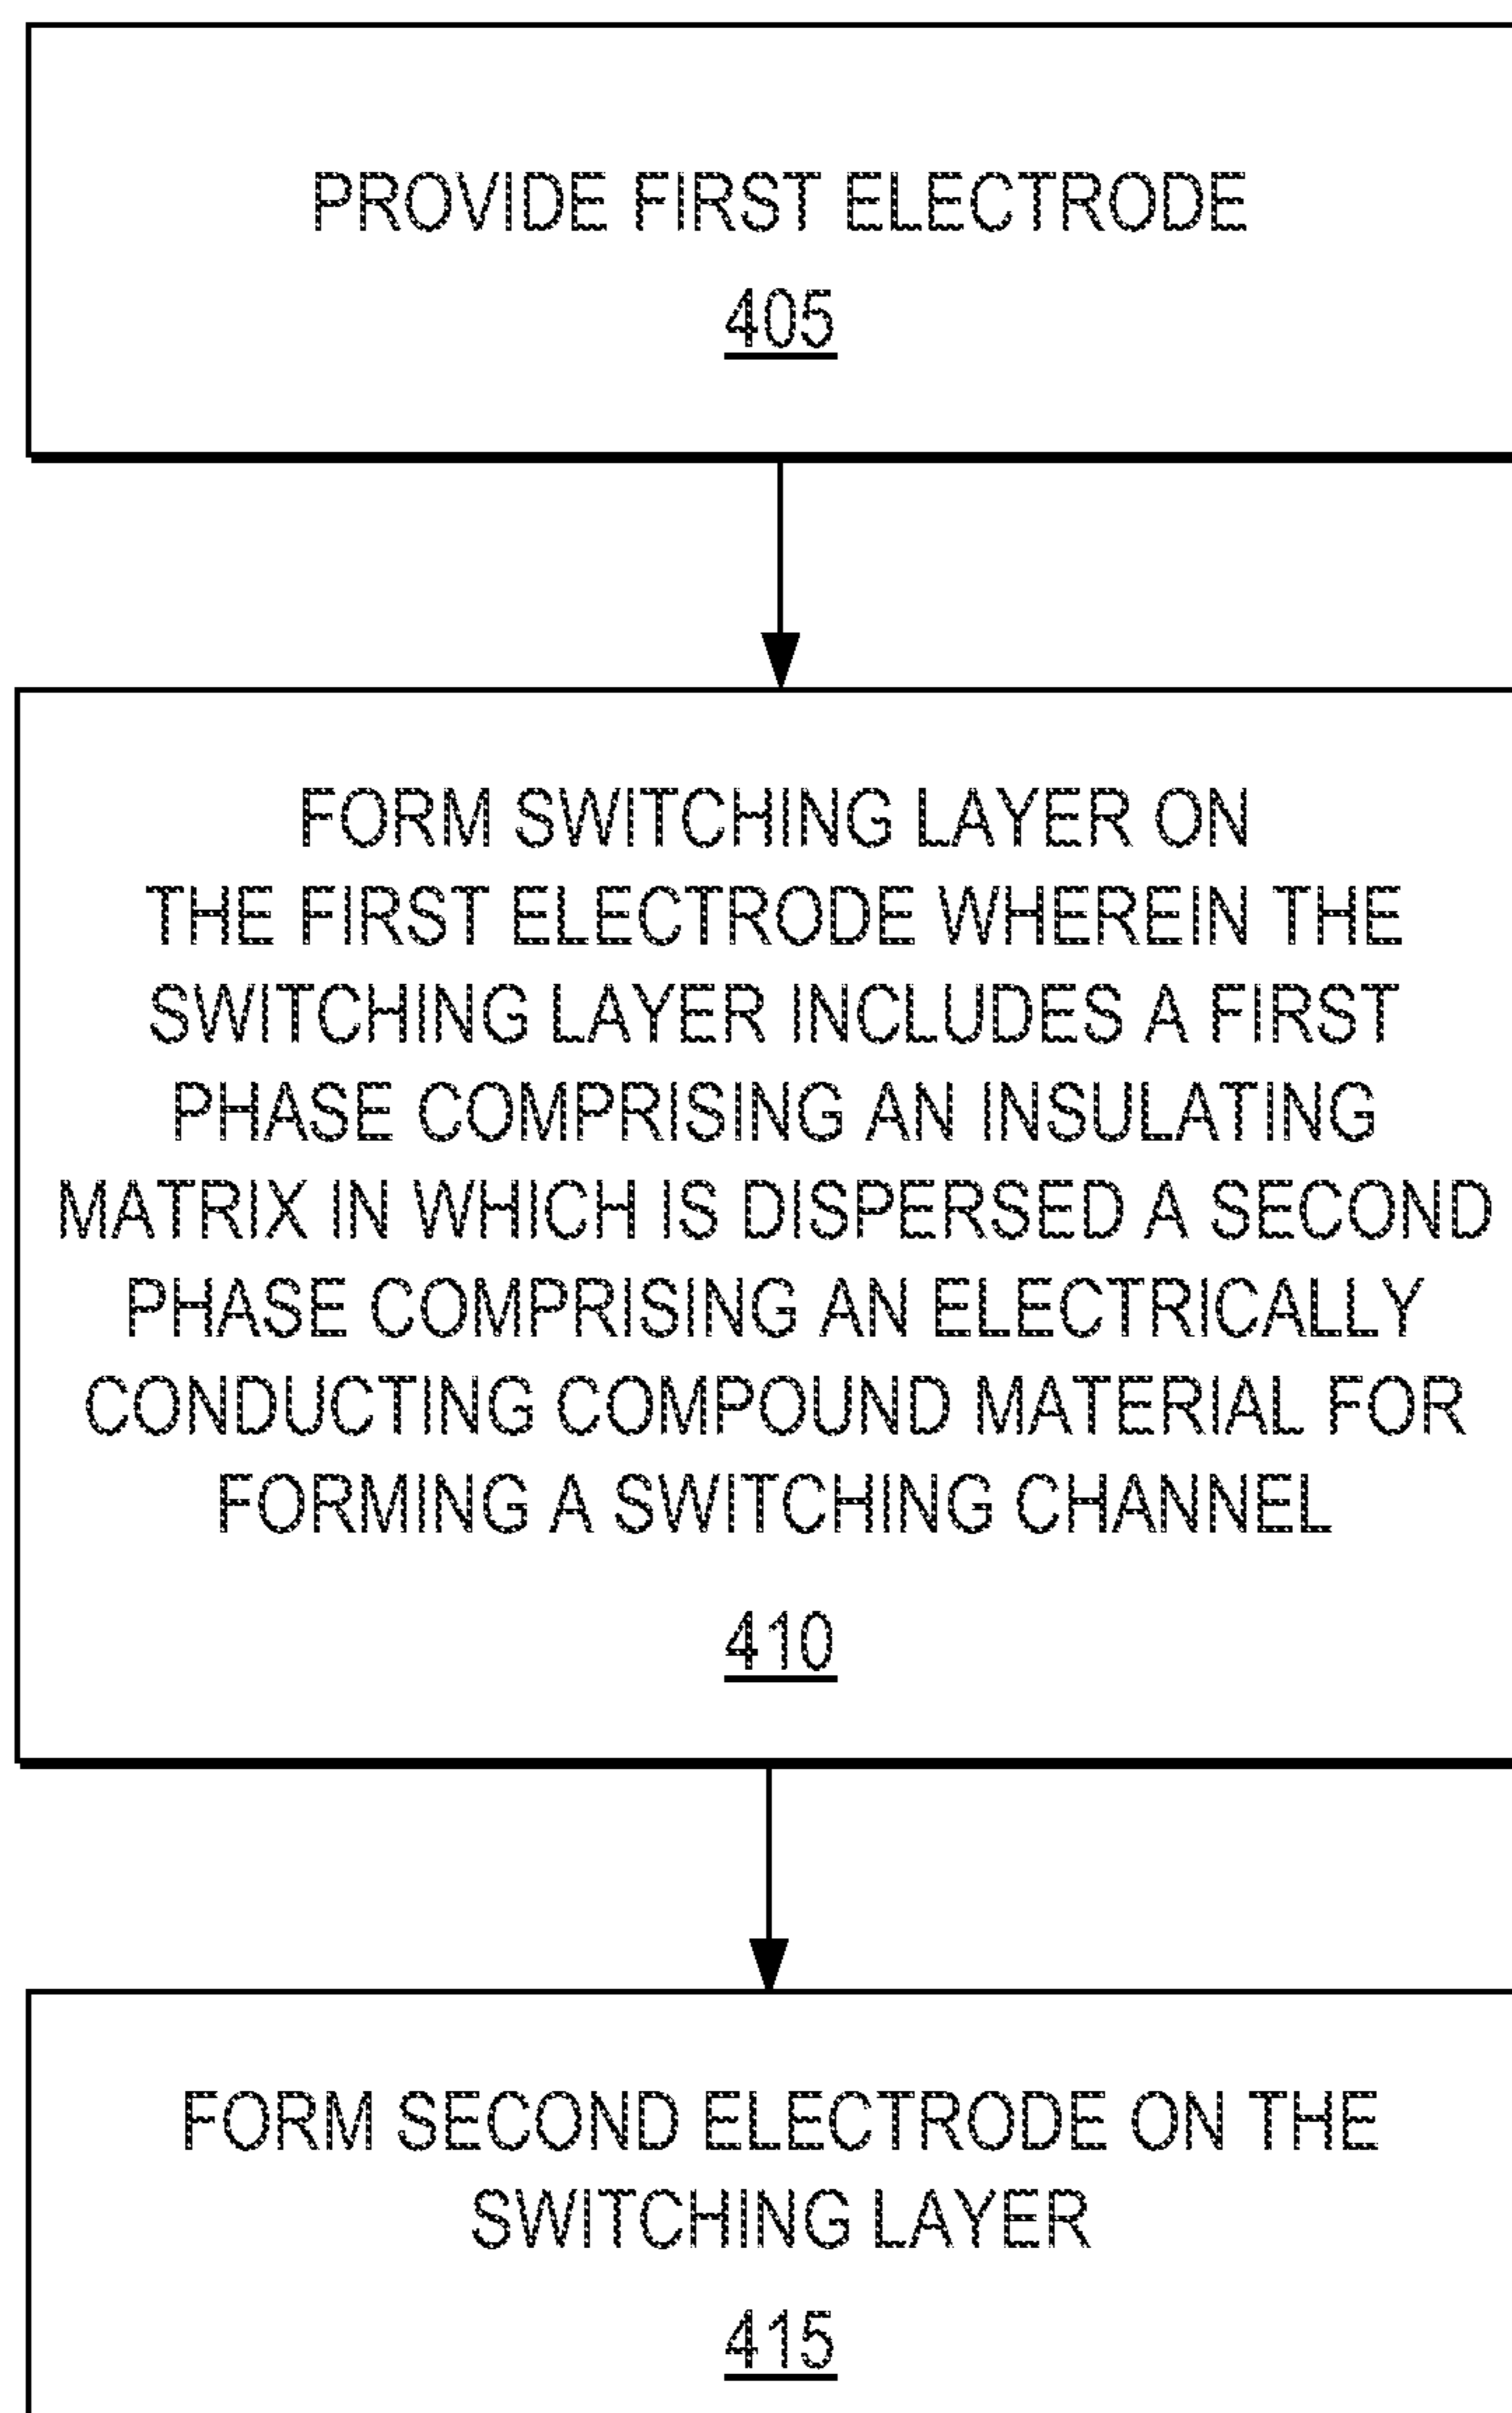 PROVIDE FIRST ELECTRODE
405
FORM SWITCHING LAYER ON
THE FIRST ELECTRODE WHEREIN THE
SWITCHING LAYER INCLUDES A FIRST
PHASE COMPRISING AN INSULATING
MATRIX IN WHICH IS DISPERSED A SECOND
PHASE COMPRISING AN ELECTRICALLY
CONDUCTING COMPOUND MATERIAL FOR
FORMING A SWITCHING CHANNEL
410
FORM SECOND ELECTRODE ON THE
SWITCHING LAYER
415